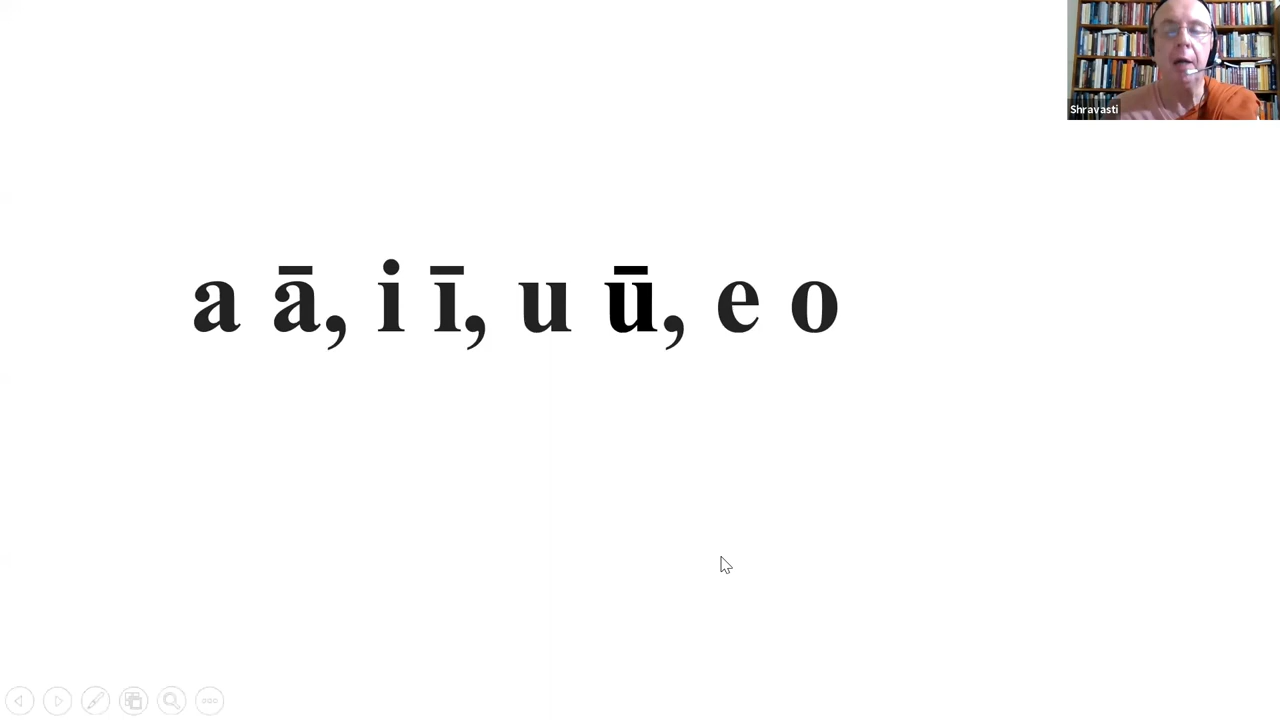 Shravasti
a ā, i ī, u ū, e o